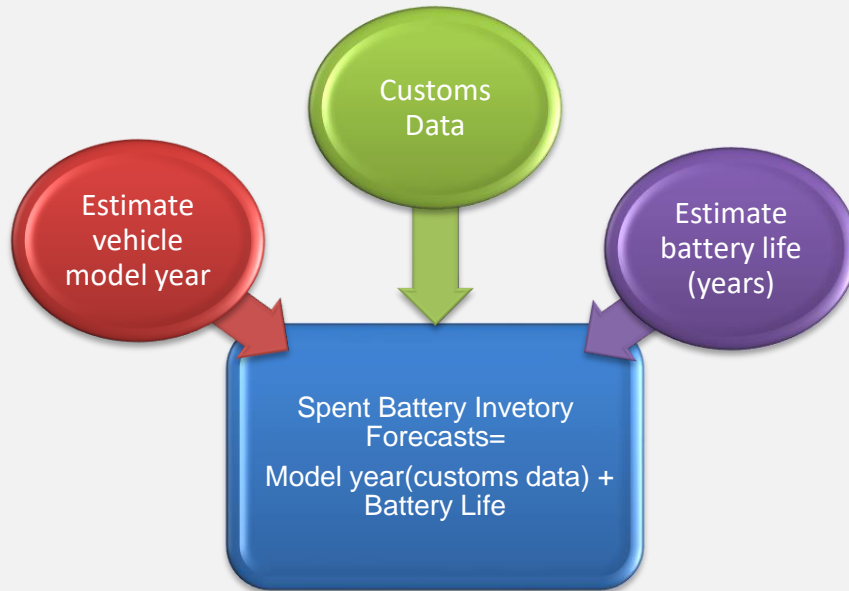 Customs
Data
Estimate
vehicle
model year
Estimate
battery life
(years)
Spent Battery Invetory
Forecasts=
Model year(customs data) +
Battery Life